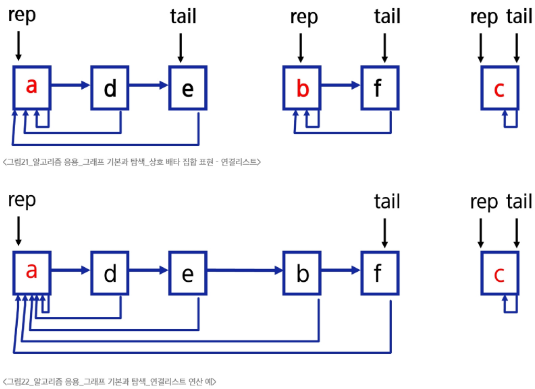 rep tail rep tail rep tail
a d e b f c
<그림21_알고리즘 응용_그래프 기본과 탐색_상호 배타 집합 표현 - 연결리스트>
rep tail rep tail
a d e b f c
<그림22_알고리즘 응용_그래프 기본과 탐색_연결리스트 연산 예>